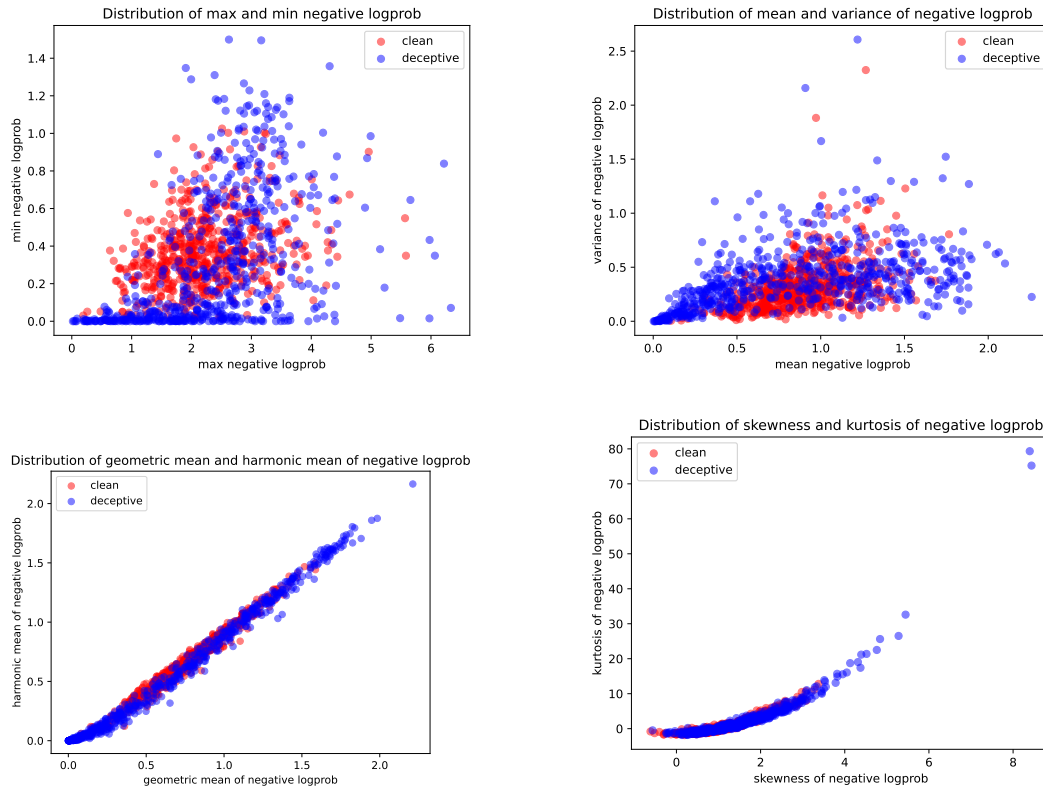 Distribution of max and min negative logprob
clean
deceptive
1.4
1.2
1.0
0.8
0.6
0.4
0.2
0.0
min negative logprob
0 1 2 3 4 5 6
max negative logprob
Distribution of mean and variance of negative logprob
clean
deceptive
2.5
2.0
1.5
1.0
0.5
0.0
variance of negative logprob
0.0 0.5 1.0 1.5 2.0
mean negative logprob
Distribution of geometric mean and harmonic mean of negative logprob
clean
deceptive
2.0
1.5
1.0
0.5
0.0
harmonic mean of negative logprob
0.0 0.5 1.0 1.5 2.0
geometric mean of negative logprob
Distribution of skewness and kurtosis of negative logprob
clean
deceptive
80
70
60
50
40
30
20
10
0
kurtosis of negative logprob
0 2 4 6 8
skewness of negative logprob